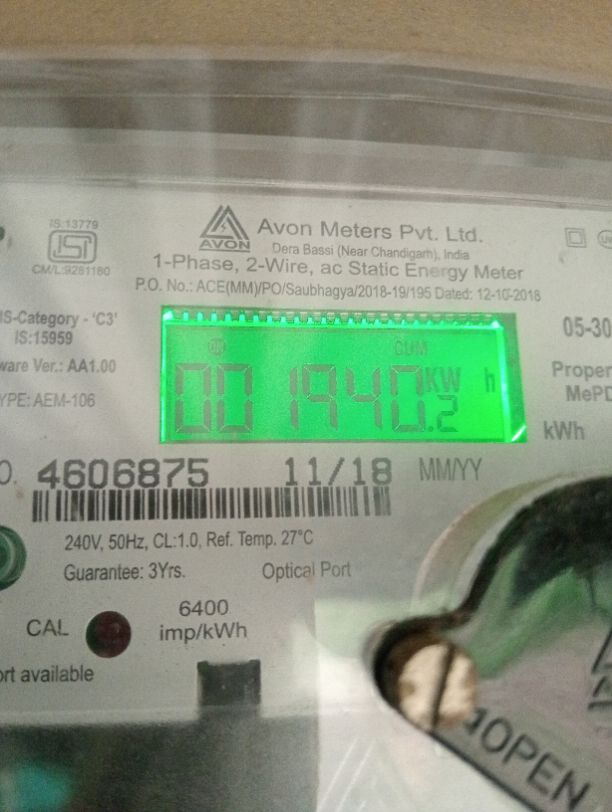 IS:13779
ISI
CM/L:9281180
AVON
Avon Meters Pvt. Ltd.
Dera Bassi (Near Chandigarh), India
1-Phase, 2-Wire, ac Static Energy Meter
P.O. No.: ACE(MM)/PO/Saubhagya/2018-19/195 Dated: 12-10-2018
IS-Category - 'C3'
IS:15959
ware Ver.: AA1.00
YPE: AEM-106
CUM
001940.2 KW h
05-30
Proper
MePD
kWh
O. 4606875 11/18 MM/YY
240V, 50Hz, CL:1.0, Ref. Temp. 27°C
Guarantee: 3Yrs. Optical Port
CAL
6400
imp/kWh
ort available
OPEN